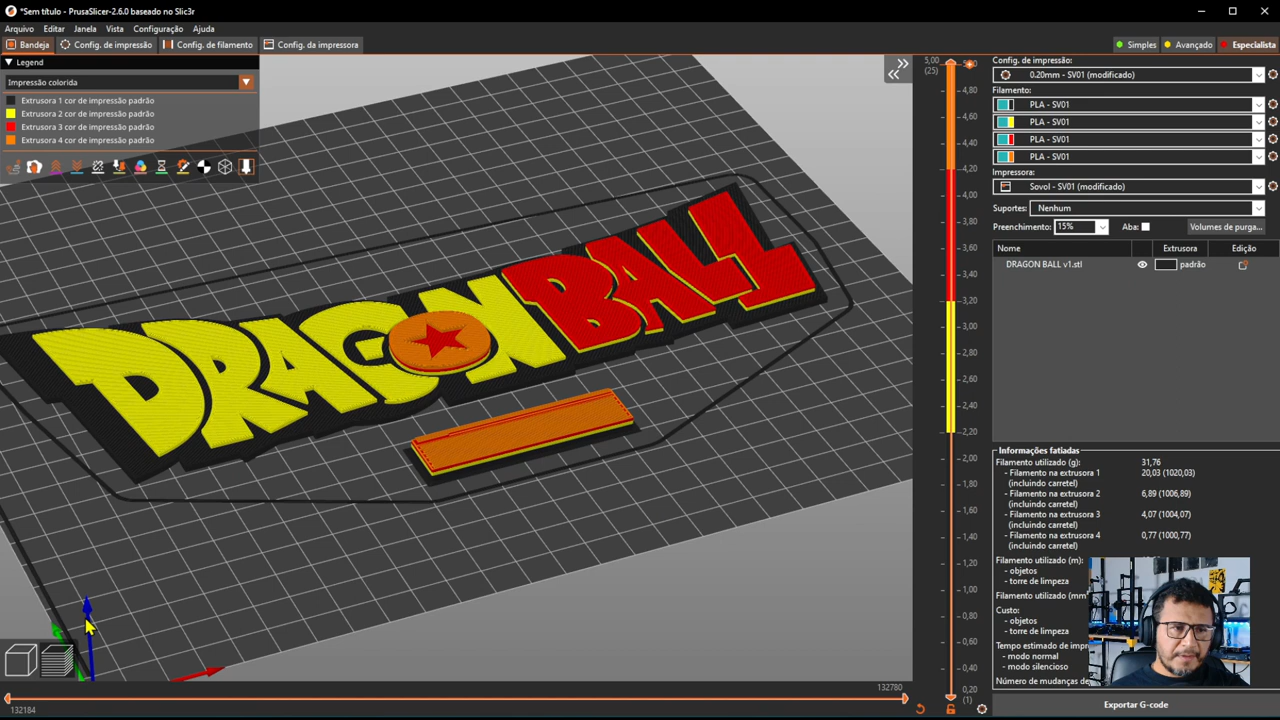 *Sem título - PrusaSlicer-2.6.0 baseado no Slic3r
Arquivo Editar Janela Vista Configuração Ajuda
Bandeja Config. de impressão Config. de filamento Config. da impressora Simples Avançado Especialista
Legend
Impressão colorida
Extrusora 1 cor de impressão padrão
Extrusora 2 cor de impressão padrão
Extrusora 3 cor de impressão padrão
Extrusora 4 cor de impressão padrão
DRAGON BALL
5,00
(25)
4,80
4,60
4,40
4,20
4,00
3,80
3,60
3,40
3,20
3,00
2,80
2,60
2,40
2,20
2,00
1,80
1,60
1,40
1,20
1,00
0,80
0,60
0,40
0,20
(1)
132780
132184
Config. de impressão:
0.20mm - SV01 (modificado)
Filamento:
PLA - SV01
PLA - SV01
PLA - SV01
PLA - SV01
Impressora:
Sovol - SV01 (modificado)
Suportes: Nenhum
Preenchimento: 15% Aba: Volumes de purga...
Nome Extrusora Edição
DRAGON BALL v1.stl padrão
Informações fatiadas
Filamento utilizado (g): 31,76
- Filamento na extrusora 1 20,03 (1020,03)
(incluindo carretel)
- Filamento na extrusora 2 6,89 (1006,89)
(incluindo carretel)
- Filamento na extrusora 3 4,07 (1004,07)
(incluindo carretel)
- Filamento na extrusora 4 0,77 (1000,77)
(incluindo carretel)
Filamento utilizado (m):
- objetos
- torre de limpeza
Filamento utilizado (mm
Custo:
- objetos
- torre de limpeza
Tempo estimado de impr
- modo normal
- modo silencioso
Número de mudanças de
Exportar G-code